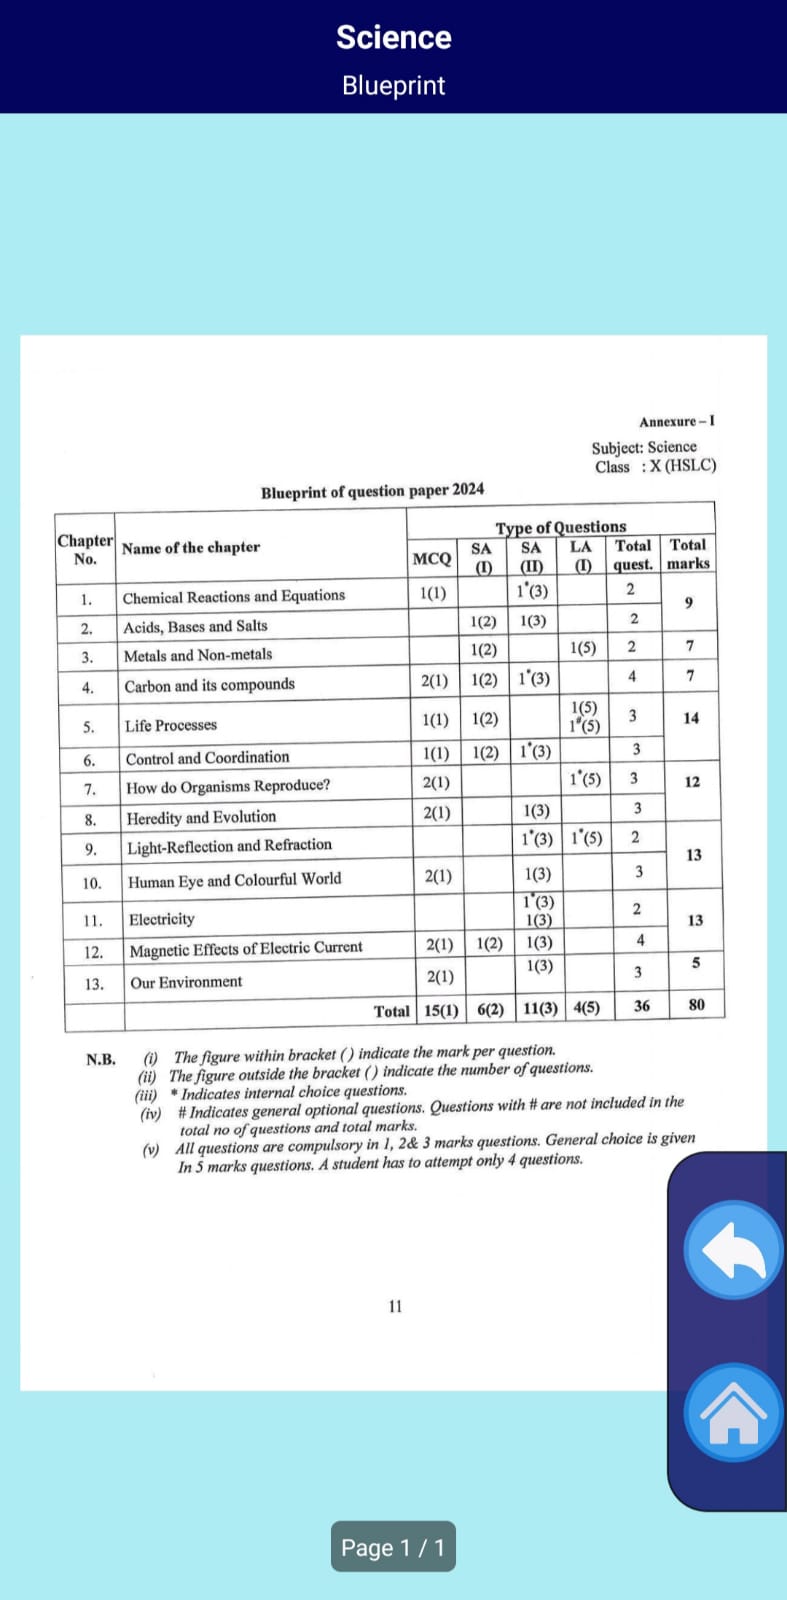 Science
Blueprint
Annexure – I
Subject: Science
Class : X (HSLC)
Blueprint of question paper 2024
Chapter No. Name of the chapter Type of Questions
MCQ SA (I) SA (II) LA (I) Total quest. Total marks
1. Chemical Reactions and Equations 1(1) 1*(3) 2
9
2. Acids, Bases and Salts 1(2) 1(3) 2
3. Metals and Non-metals 1(2) 1(5) 2 7
4. Carbon and its compounds 2(1) 1(2) 1*(3) 4 7
5. Life Processes 1(1) 1(2) 1(5) 1#(5) 3 14
6. Control and Coordination 1(1) 1(2) 1*(3) 3
7. How do Organisms Reproduce? 2(1) 1*(5) 3 12
8. Heredity and Evolution 2(1) 1(3) 3
9. Light-Reflection and Refraction 1*(3) 1*(5) 2
13
10. Human Eye and Colourful World 2(1) 1(3) 3
11. Electricity 1*(3) 1(3) 2 13
12. Magnetic Effects of Electric Current 2(1) 1(2) 1(3) 4
13. Our Environment 2(1) 1(3) 3 5
Total 15(1) 6(2) 11(3) 4(5) 36 80
N.B. (i) The figure within bracket ( ) indicate the mark per question.
(ii) The figure outside the bracket ( ) indicate the number of questions.
(iii) * Indicates internal choice questions.
(iv) # Indicates general optional questions. Questions with # are not included in the
total no of questions and total marks.
(v) All questions are compulsory in 1, 2& 3 marks questions. General choice is given
In 5 marks questions. A student has to attempt only 4 questions.
11
Page 1 / 1